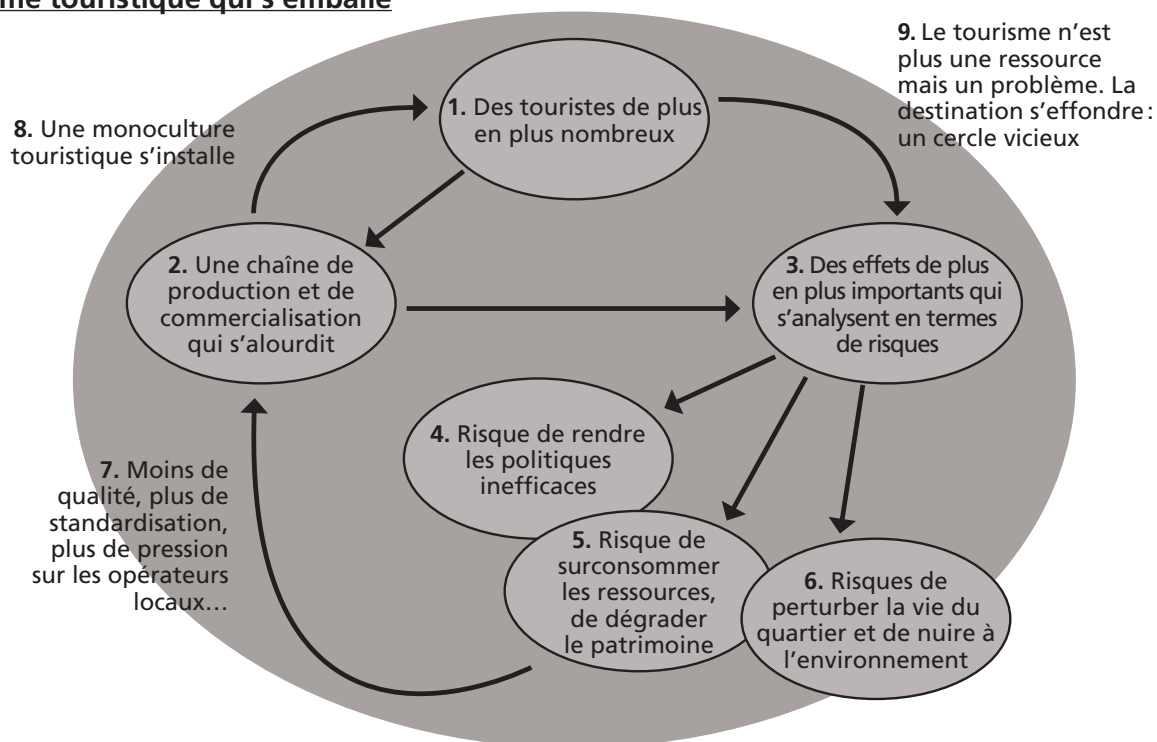 me touristique qui s'emballe
1. Des touristes de plus
en plus nombreux
2. Une chaîne de
production et de
commercialisation
qui s'alourdit
3. Des effets de plus
en plus importants qui
s'analysent en termes
de risques
4. Risque de rendre
les politiques
inefficaces
5. Risque de
surconsommer
les ressources,
de dégrader
le patrimoine
6. Risques de
perturber la vie du
quartier et de nuire à
l'environnement
7. Moins de
qualité, plus de
standardisation,
plus de pression
sur les opérateurs
locaux…
8. Une monoculture
touristique s'installe
9. Le tourisme n'est
plus une ressource
mais un problème. La
destination s'effondre :
un cercle vicieux